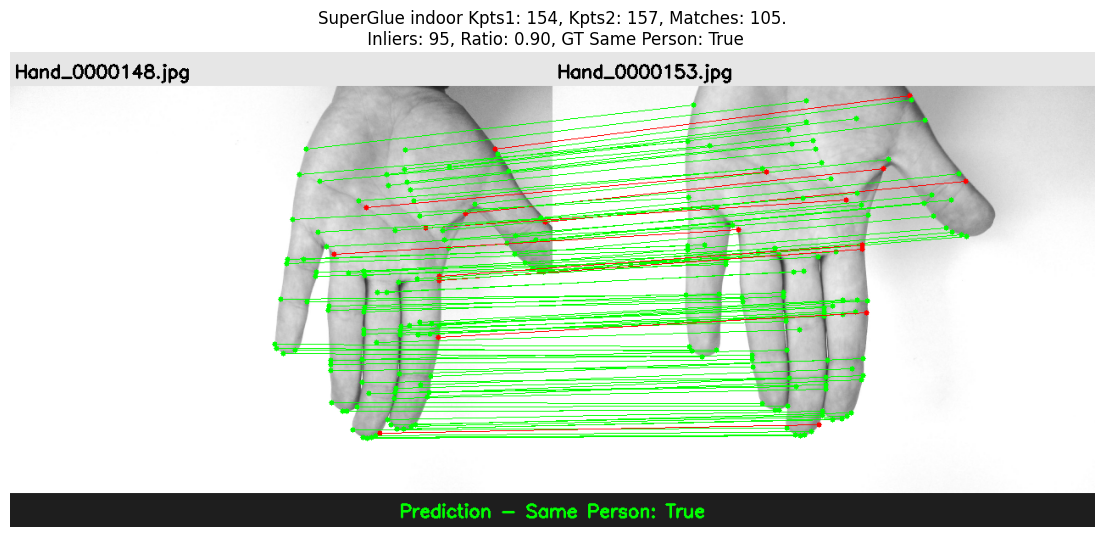 SuperGlue indoor Kpts1: 154, Kpts2: 157, Matches: 105.
Inliers: 95, Ratio: 0.90, GT Same Person: True
Hand_0000148.jpg
Hand_0000153.jpg
Prediction - Same Person: True